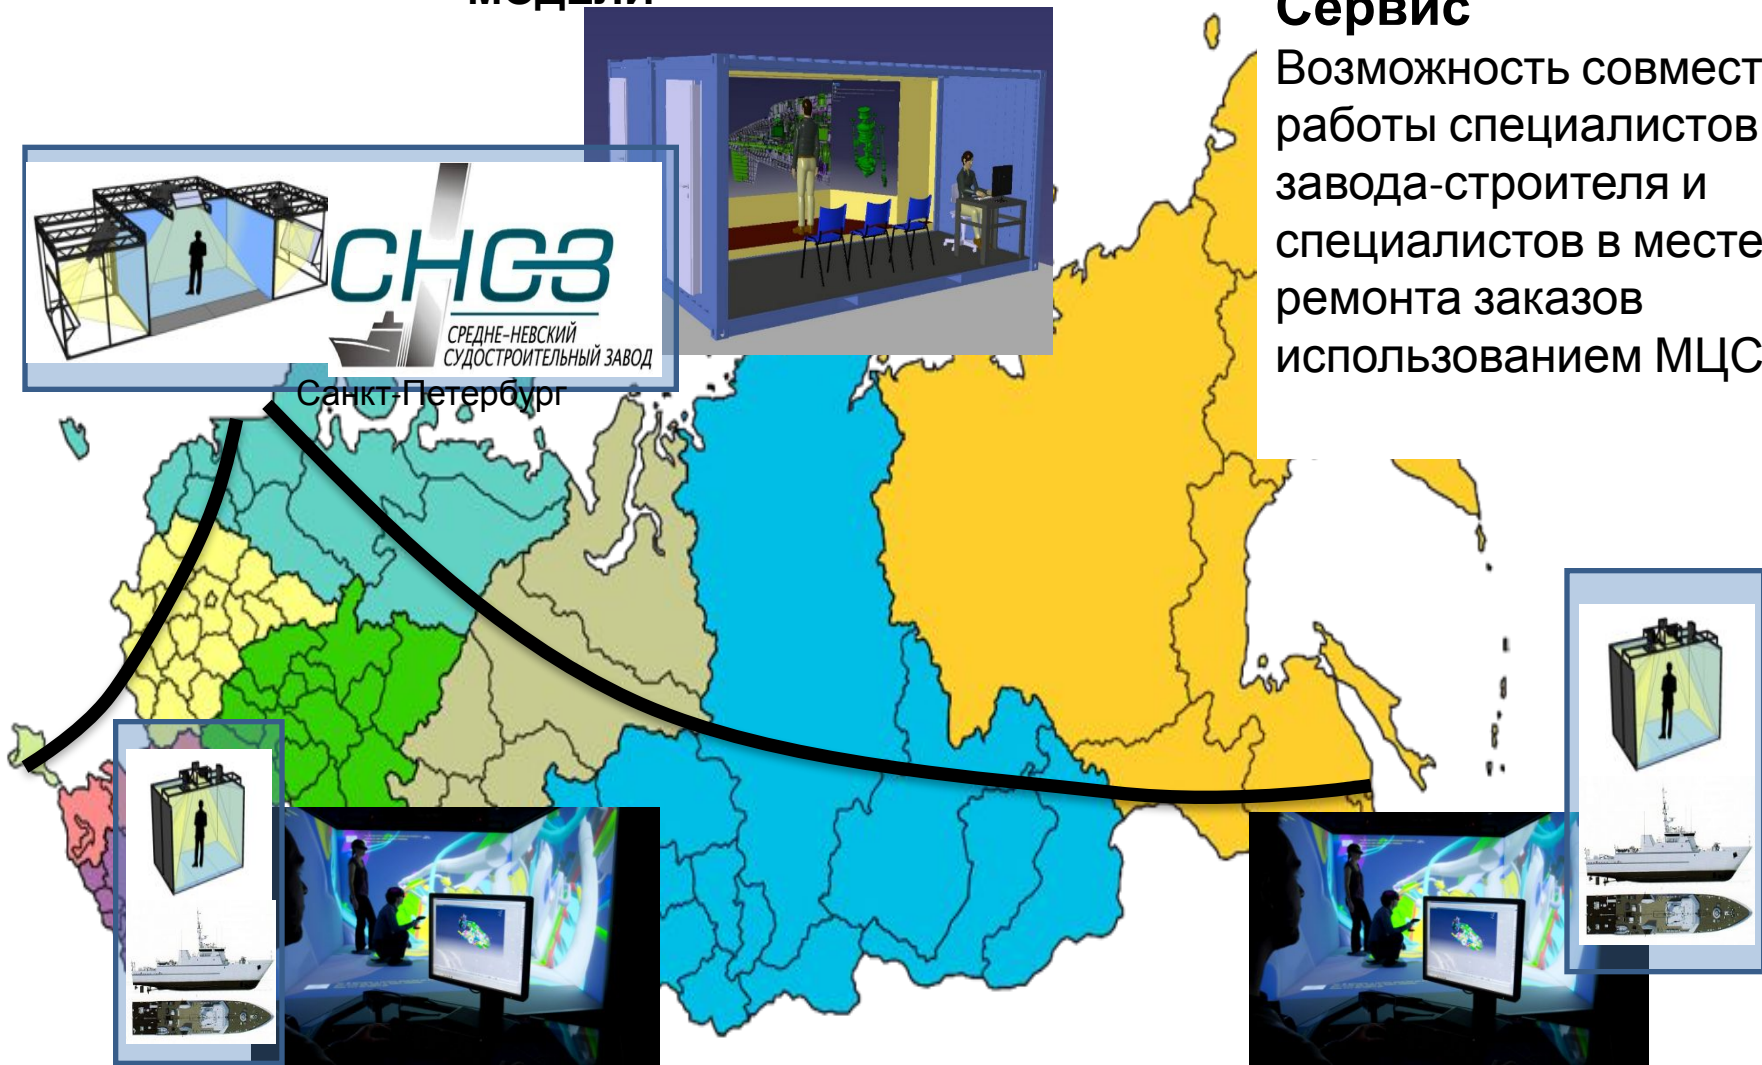 МОДЕЛИ
Сервис
Возможность совмест
работы специалистов
завода-строителя и
специалистов в месте
ремонта заказов
использованием МЦС
СНСЗ
СРЕДНЕ-НЕВСКИЙ
СУДОСТРОИТЕЛЬНЫЙ ЗАВОД
Санкт-Петербург